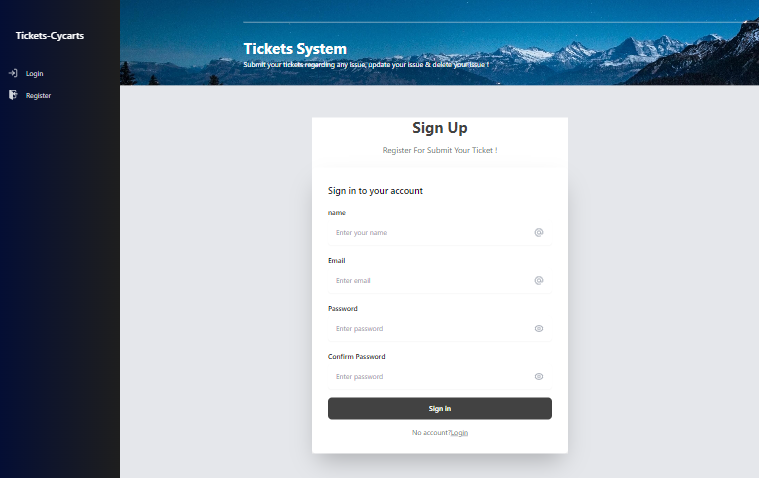 Tickets-Cycarts
Login
Register
Tickets System
Submit your tickets regarding any issue, update your issue & delete your issue !
Sign Up
Register For Submit Your Ticket !
Sign in to your account
name
Enter your name
Email
Enter email
Password
Enter password
Confirm Password
Enter password
Sign in
No account?Login